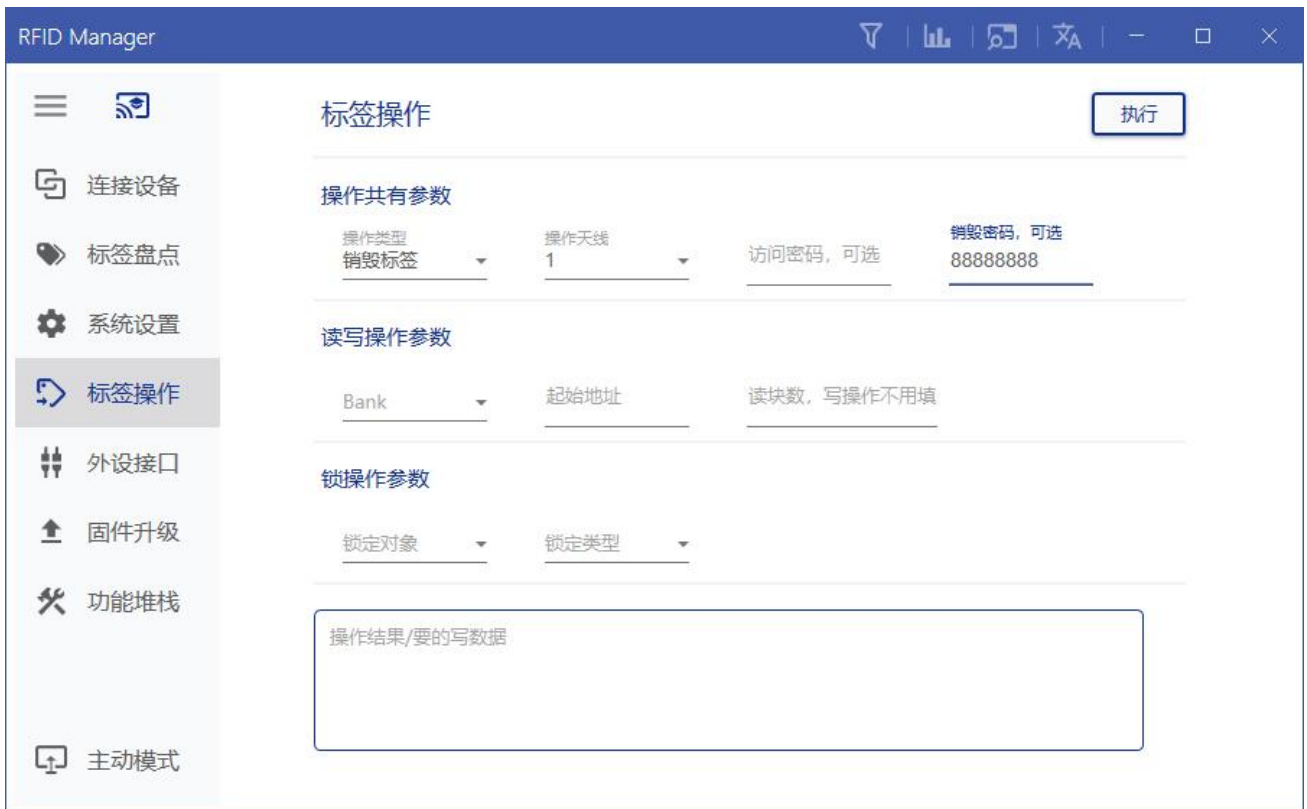 RFID Manager
连接设备
标签盘点
系统设置
标签操作
外设接口
固件升级
功能堆栈
主动模式
标签操作
执行
操作共有参数
操作类型 操作天线 销毁密码，可选
销毁标签 1 访问密码，可选 88888888
读写操作参数
Bank 起始地址 读块数，写操作不用填
锁操作参数
锁定对象 锁定类型
操作结果/要的写数据